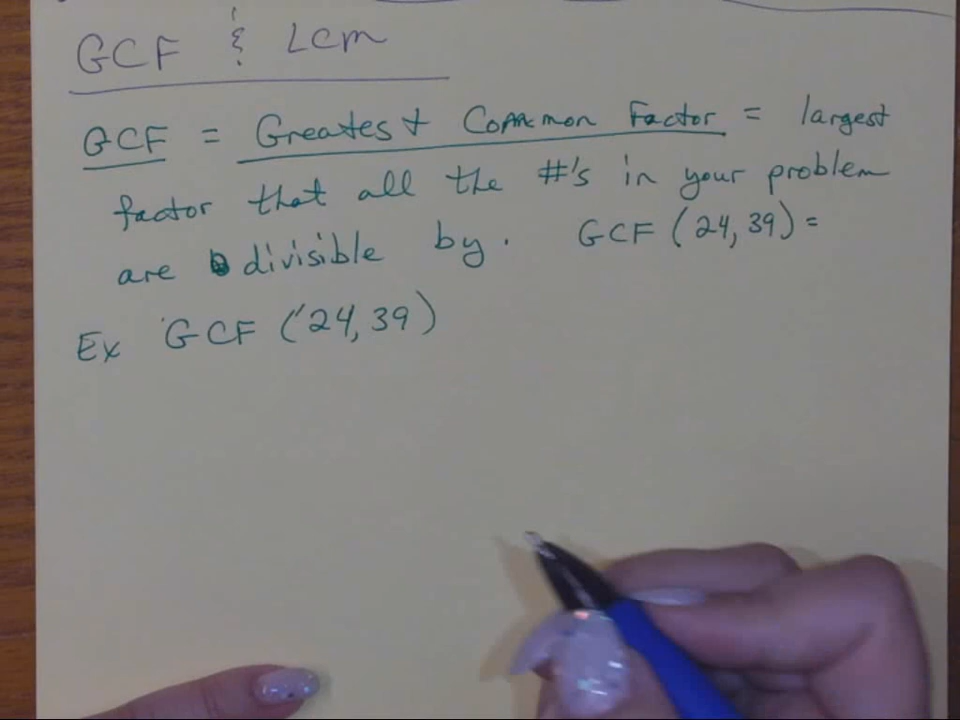 GCF & LCM
GCF = Greatest Common Factor = largest
factor that all the #'s in your problem
are divisible by. GCF (24, 39) =
Ex GCF (24, 39)